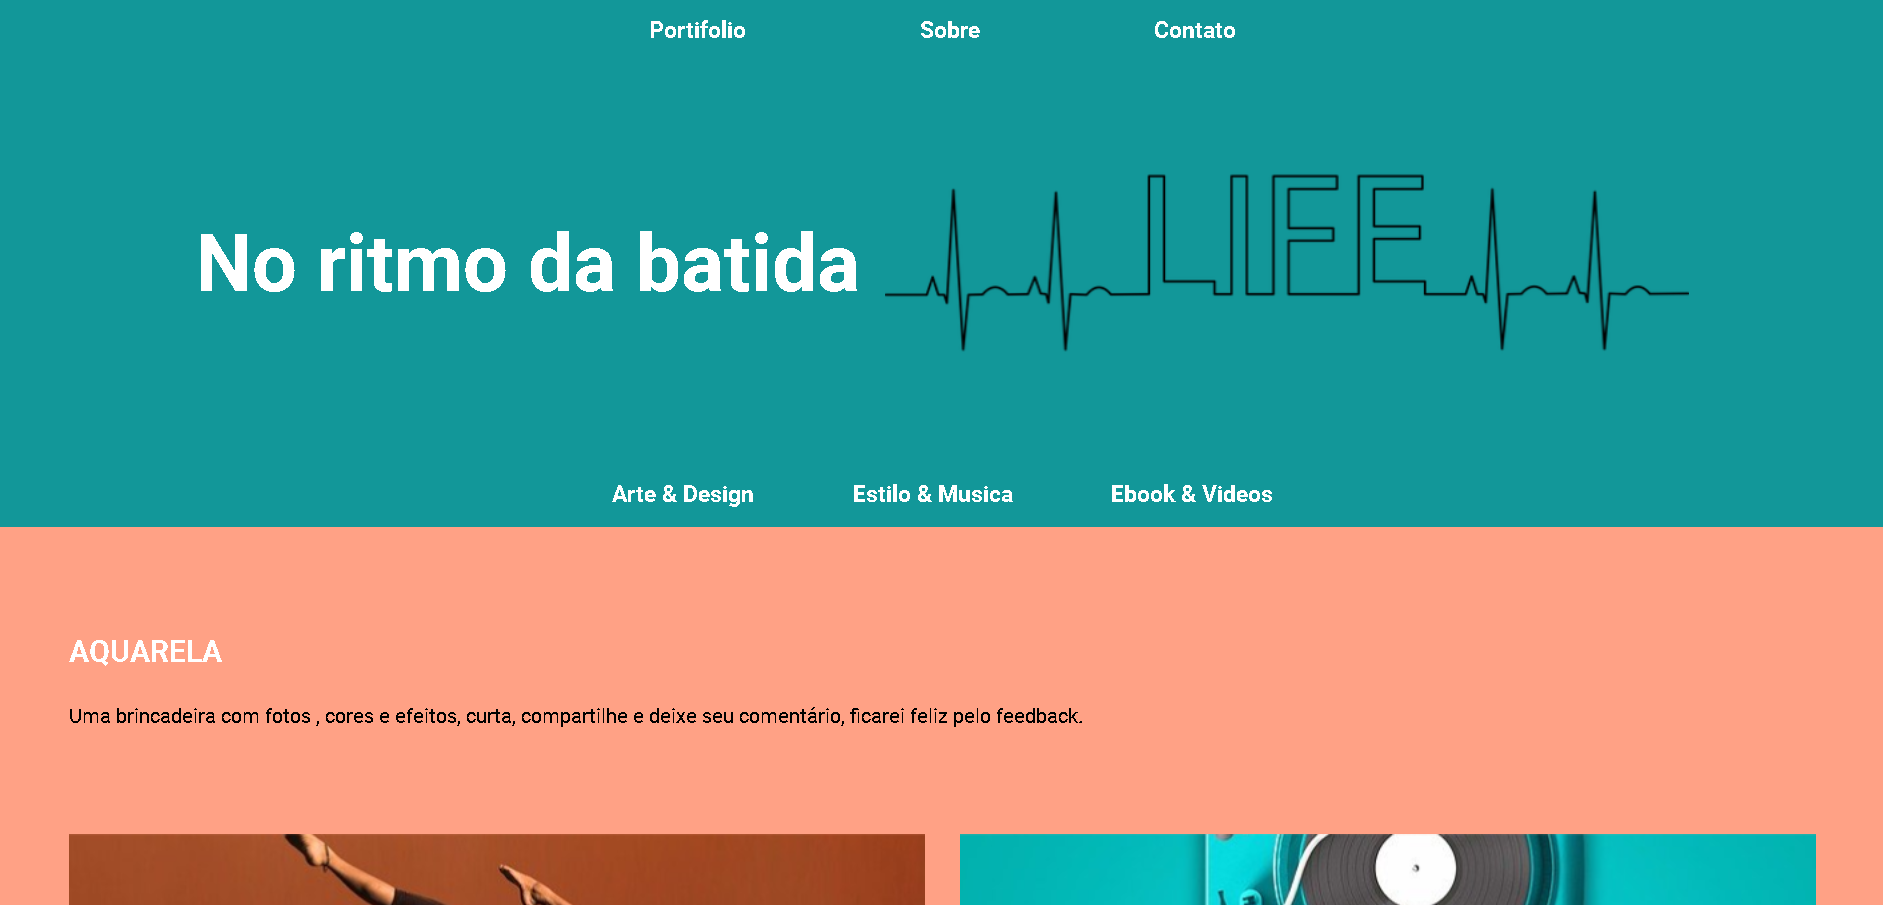 Portifolio Sobre Contato
No ritmo da batida LIFE
Arte & Design Estilo & Musica Ebook & Videos
AQUARELA
Uma brincadeira com fotos , cores e efeitos, curta, compartilhe e deixe seu comentário, ficarei feliz pelo feedback.